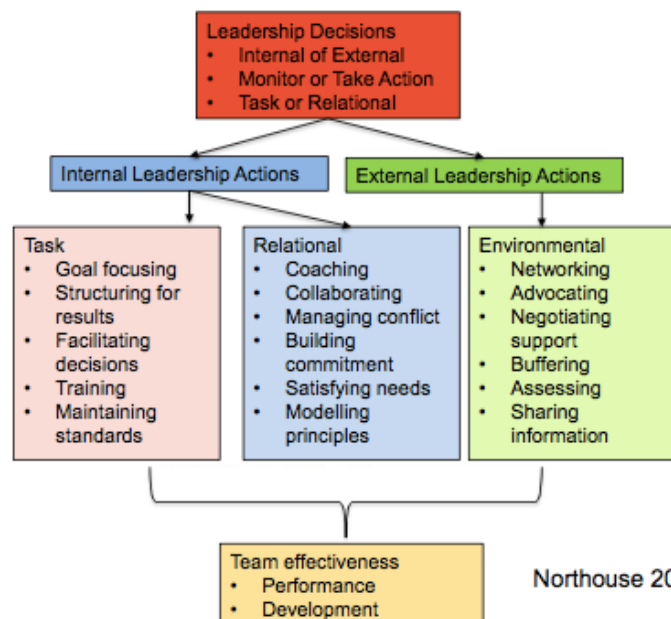 Leadership Decisions
• Internal of External
• Monitor or Take Action
• Task or Relational
Internal Leadership Actions
External Leadership Actions
Task
• Goal focusing
• Structuring for
results
• Facilitating
decisions
• Training
• Maintaining
standards
Relational
• Coaching
• Collaborating
• Managing conflict
• Building
commitment
• Satisfying needs
• Modelling
principles
Environmental
• Networking
• Advocating
• Negotiating
support
• Buffering
• Assessing
• Sharing
information
Team effectiveness
• Performance
• Development
Northouse 20